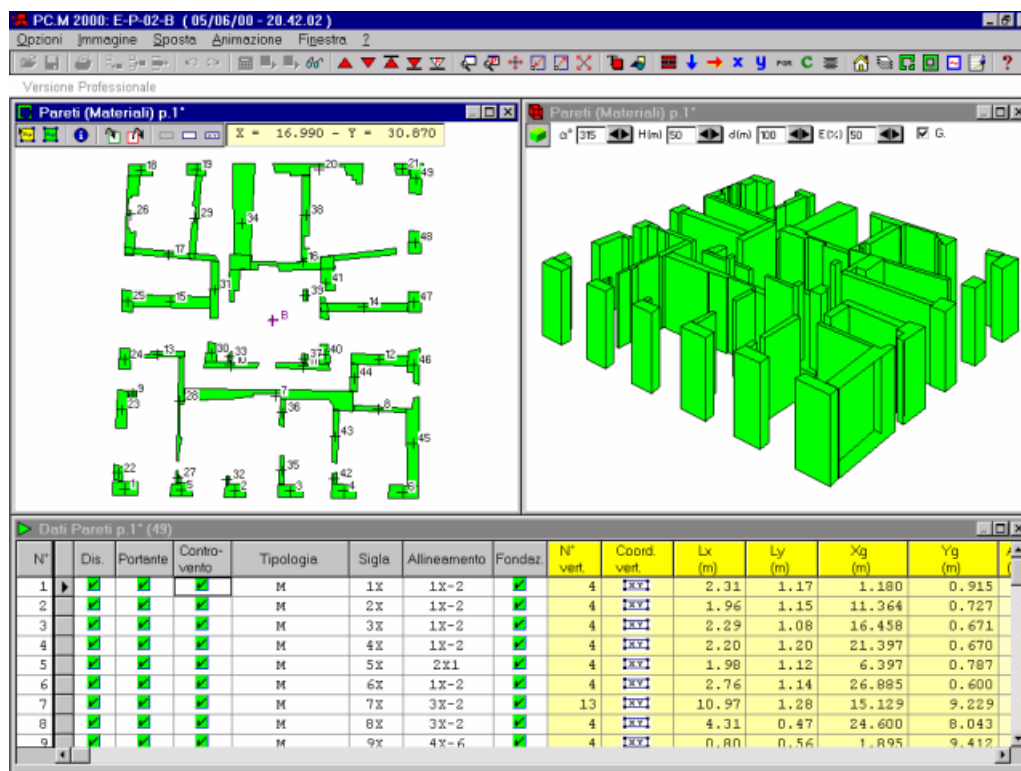 PC.M 2000: E-P-02-B ( 05/06/00 - 20.42.02 )
Opzioni Immagine Sposta Animazione Finestra ?
Versione Professionale
Pareti (Materiali) p.1°
X = 16.990 - Y = 30.870
18 19 20 21 49
26 29 34 38
17 16 48
31 41
25 15 39 14 47
B
24 13 30 33 10 37 40 11 12 46
44
9 23 28 7 36 8
43 45
22 27 32 35 42
1 5 2 3 4 6
Pareti (Materiali) p.1°
α° 315 H(m) 50 d(m) 100 E(%) 50 G.
Dati Pareti p.1° (49)
N° Dis. Portante Contro-vento Tipologia Sigla Allineamento Fondaz. N° vert. Coord. vert. Lx (m) Ly (m) Xg (m) Yg (m)
1 M 1X 1X-2 4 XY 2.31 1.17 1.180 0.915
2 M 2X 1X-2 4 XY 1.96 1.15 11.364 0.727
3 M 3X 1X-2 4 XY 2.29 1.08 16.458 0.671
4 M 4X 1X-2 4 XY 2.20 1.20 21.397 0.670
5 M 5X 2X1 4 XY 1.98 1.12 6.397 0.787
6 M 6X 1X-2 4 XY 2.76 1.14 26.885 0.600
7 M 7X 3X-2 13 XY 10.97 1.28 15.129 9.229
8 M 8X 3X-2 4 XY 4.31 0.47 24.600 8.043
9 M 9X 4X-6 4 XY 0.80 0.56 1.895 9.412